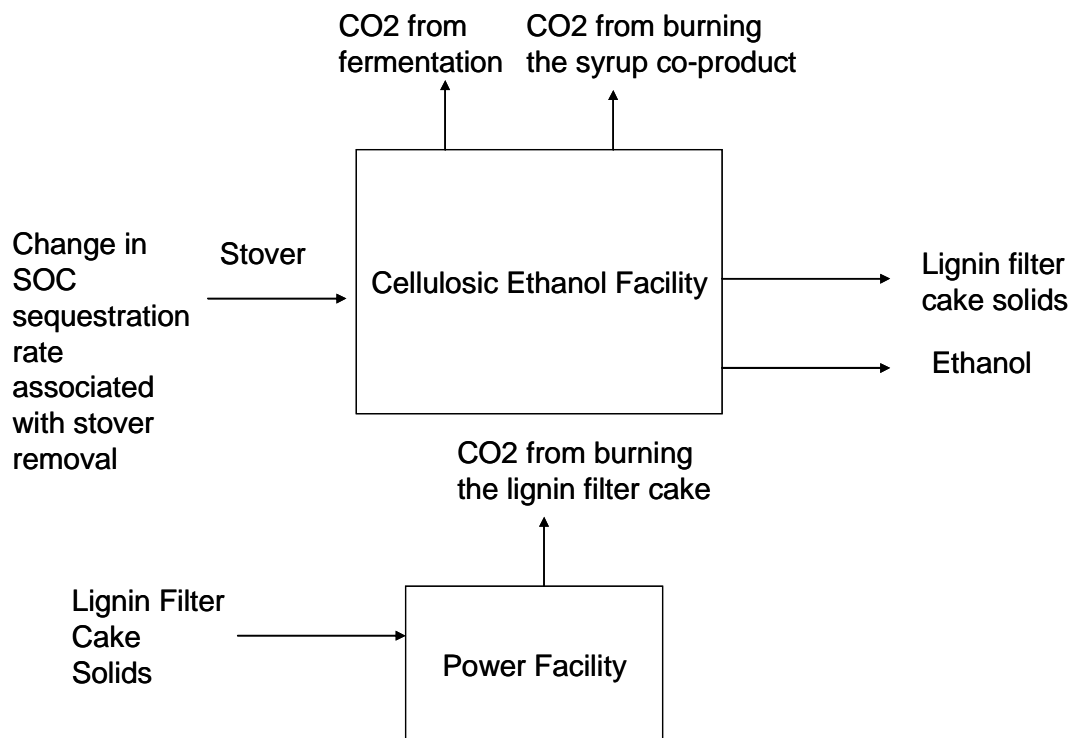 CO2 from
fermentation
CO2 from burning
the syrup co-product
Change in
SOC
sequestration
rate
associated
with stover
removal
Stover
Cellulosic Ethanol Facility
Lignin filter
cake solids
Ethanol
CO2 from burning
the lignin filter cake
Lignin Filter
Cake
Solids
Power Facility